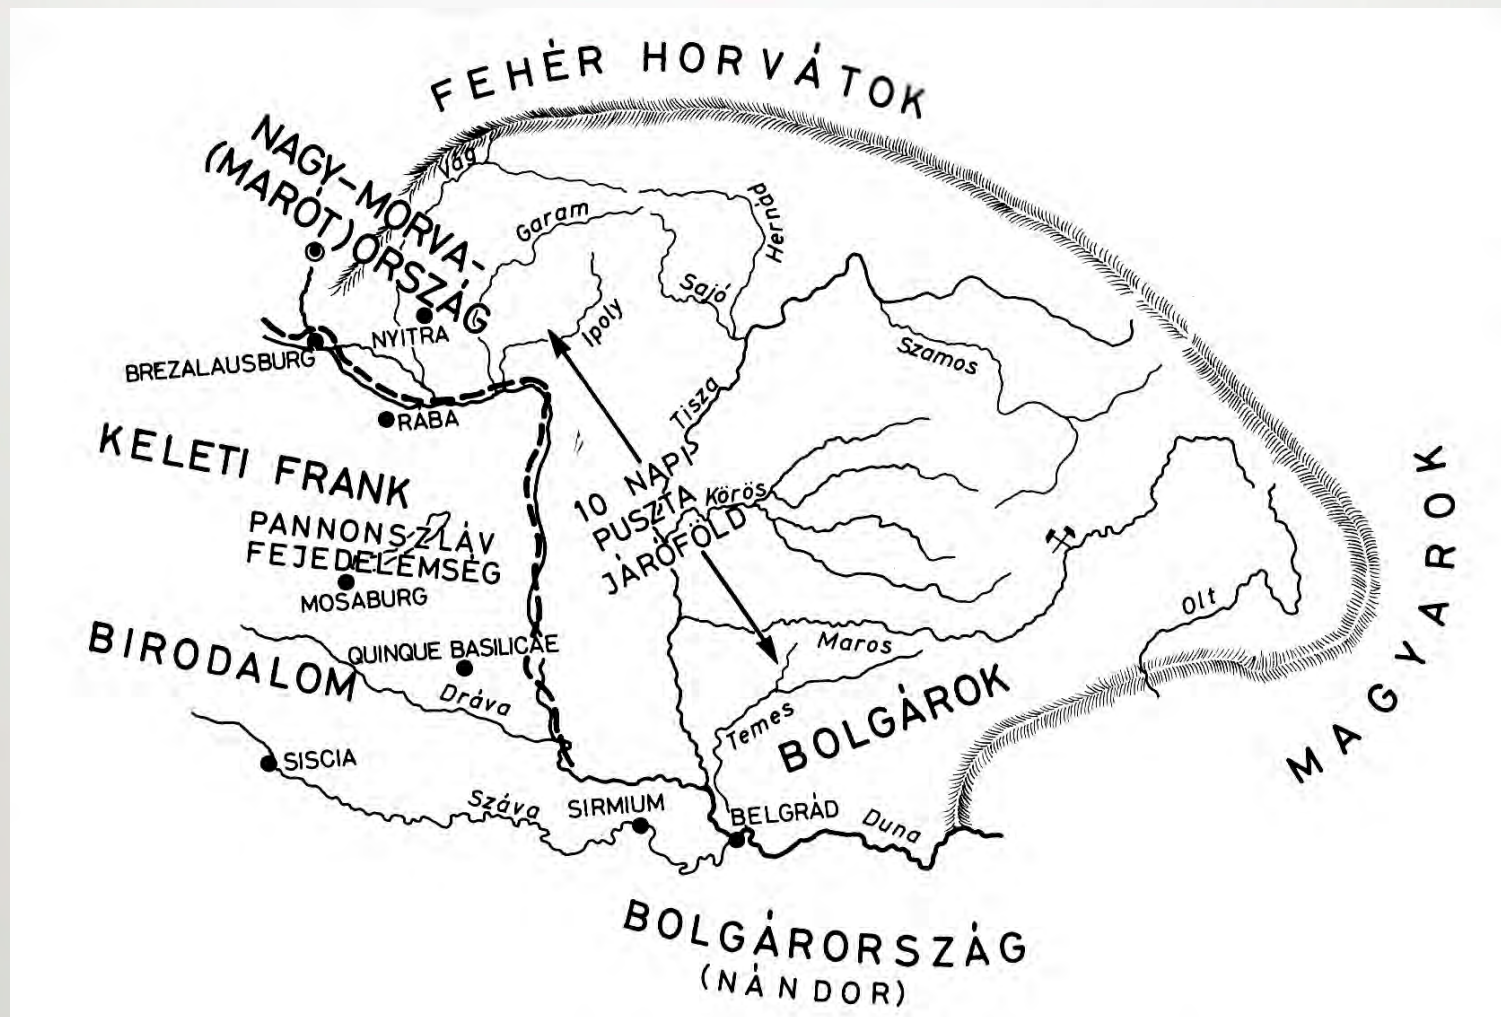 FEHÉR HORVÁTOK
NAGY-MORVA-
(MARÓT) ORSZÁG
Vág
Garam
Hernád
Sajó
Ipoly
NYITRA
BREZALAUSBURG
RÁBA
Tisza
Szamos
KELETI FRANK
10 NAPI
PUSZTA
JÁRÓFÖLD
Körös
PANNONSZLÁV
FEJEDELEMSÉG
MOSABURG
MAGYAROK
Olt
BIRODALOM
QUINQUE BASILICAE
Maros
Dráva
Temes
BOLGÁROK
SISCIA
Száva
SIRMIUM
BELGRÁD
Duna
BOLGÁRORSZÁG
(NÁNDOR)